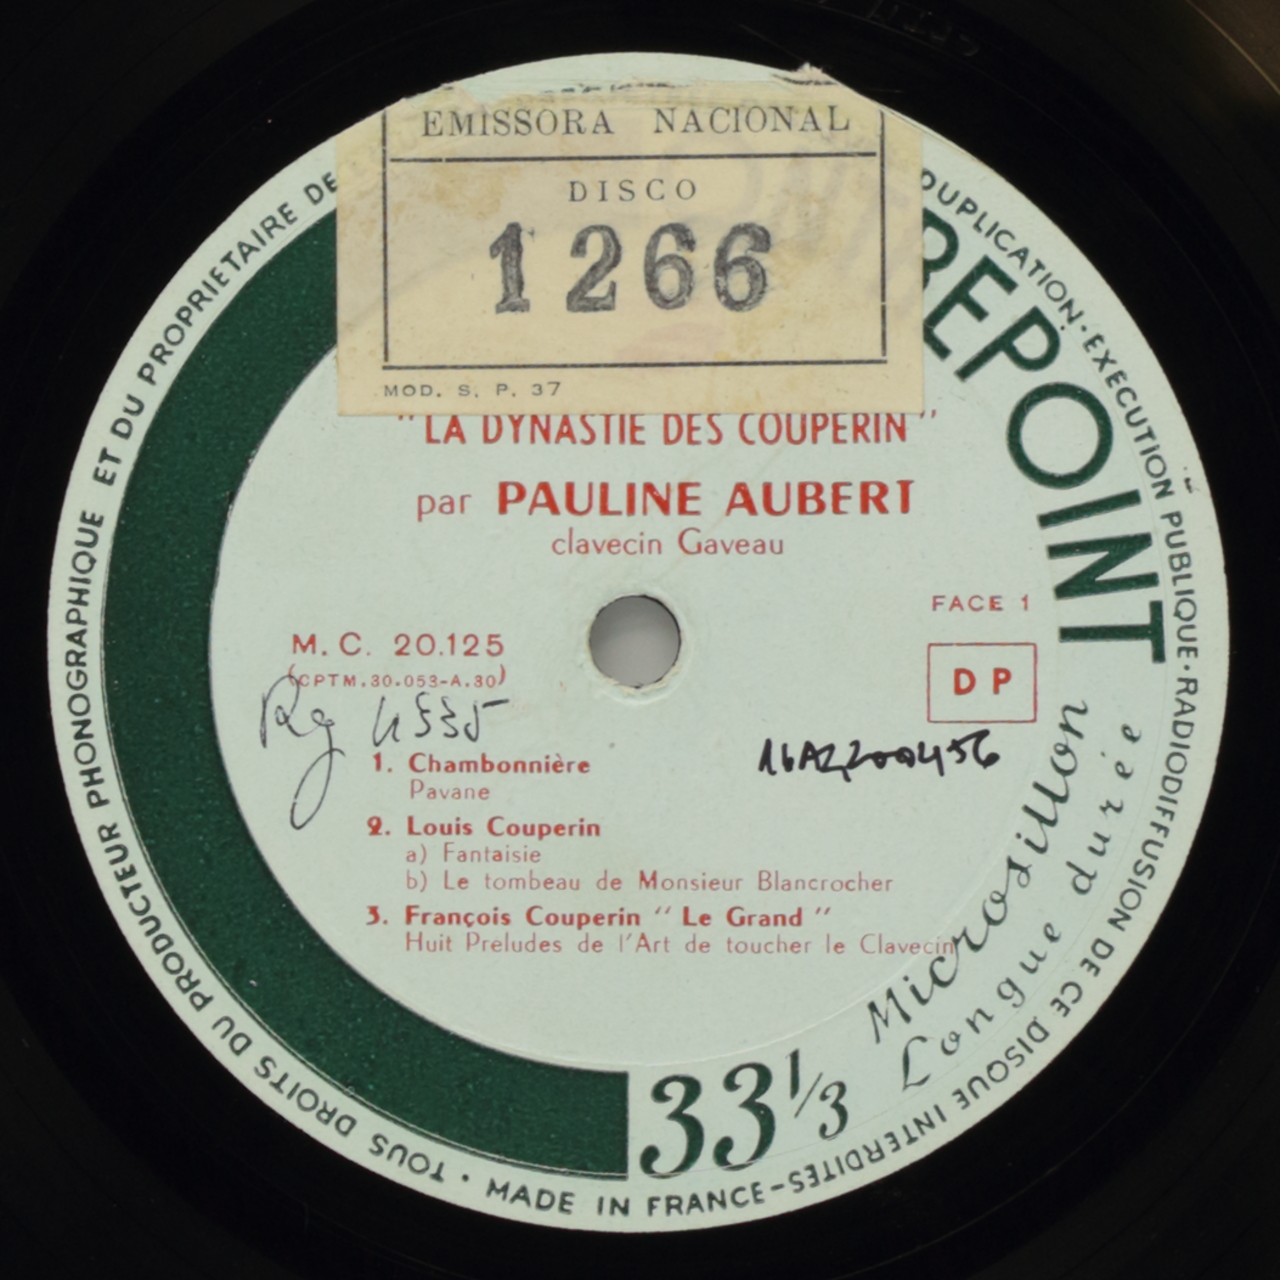 EMISSORA NACIONAL
DISCO
1266
MOD. S. P. 37
"LA DYNASTIE DES COUPERIN"
par PAULINE AUBERT
clavecin Gaveau
FACE 1
M. C. 20.125
(CPTM.30.053-A.30)
DP
Rg 4535
1. Chambonnière
Pavane
2. Louis Couperin
a) Fantaisie
b) Le tombeau de Monsieur Blancrocher
3. François Couperin "Le Grand"
Huit Préludes de l'Art de toucher le Clavecin
REPOINT
Microsillon
Longue durée
33 1/3
TOUS DROITS DU PRODUCTEUR PHONOGRAPHIQUE ET DU PROPRIETAIRE DE
DUPLICATION · EXECUTION PUBLIQUE · RADIODIFFUSION DE CE DISQUE INTERDITES - MADE IN FRANCE ·